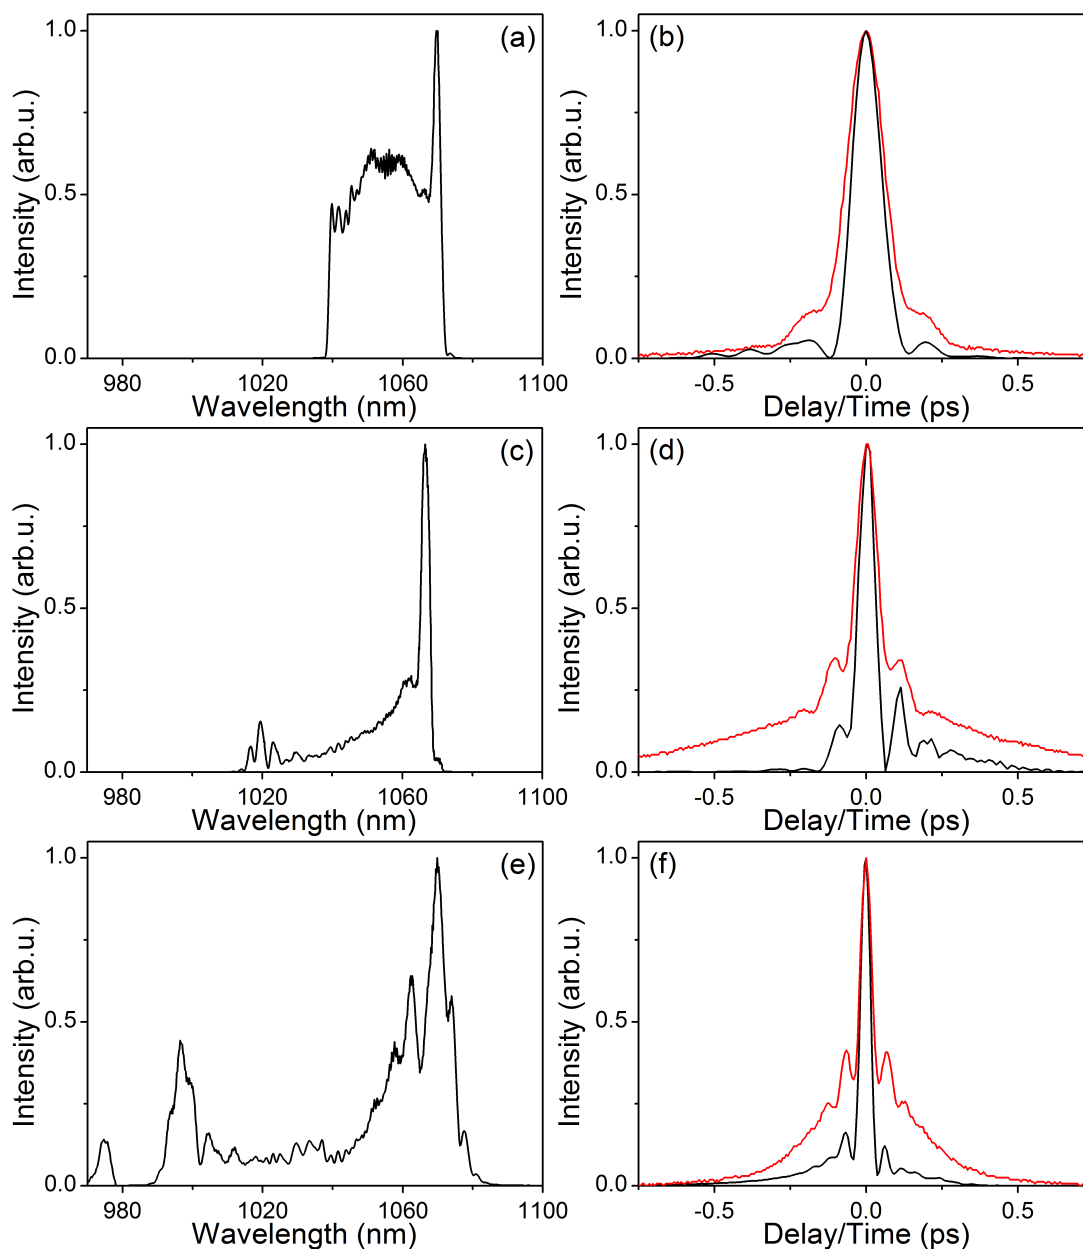 (a)
Intensity (arb.u.)
1.0
0.5
0.0
980 1020 1060 1100
Wavelength (nm)
(b)
Intensity (arb.u.)
1.0
0.5
0.0
-0.5 0.0 0.5
Delay/Time (ps)
(c)
Intensity (arb.u.)
1.0
0.5
0.0
980 1020 1060 1100
Wavelength (nm)
(d)
Intensity (arb.u.)
1.0
0.5
0.0
-0.5 0.0 0.5
Delay/Time (ps)
(e)
Intensity (arb.u.)
1.0
0.5
0.0
980 1020 1060 1100
Wavelength (nm)
(f)
Intensity (arb.u.)
1.0
0.5
0.0
-0.5 0.0 0.5
Delay/Time (ps)